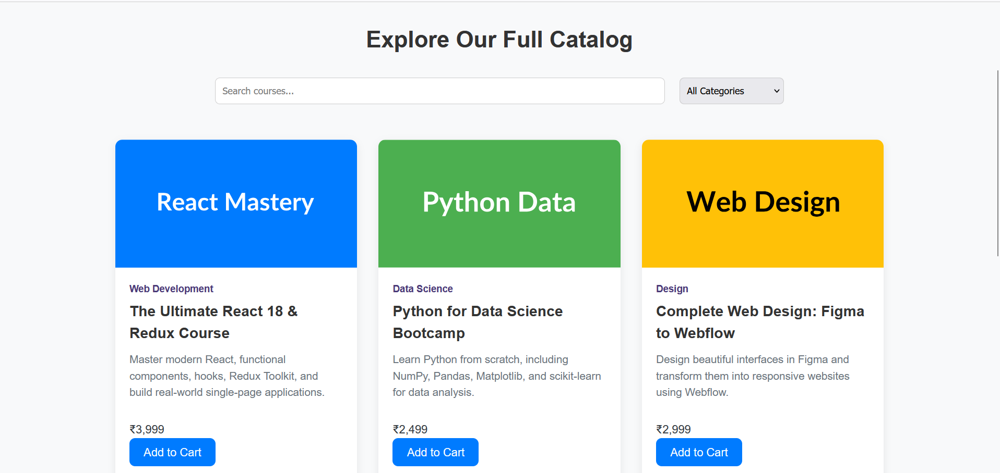 Explore Our Full Catalog
Search courses...
All Categories
React Mastery
Python Data
Web Design
Web Development
The Ultimate React 18 &
Redux Course
Master modern React, functional
components, hooks, Redux Toolkit, and
build real-world single-page applications.
₹3,999
Add to Cart
Data Science
Python for Data Science
Bootcamp
Learn Python from scratch, including
NumPy, Pandas, Matplotlib, and scikit-learn
for data analysis.
₹2,499
Add to Cart
Design
Complete Web Design: Figma
to Webflow
Design beautiful interfaces in Figma and
transform them into responsive websites
using Webflow.
₹2,999
Add to Cart